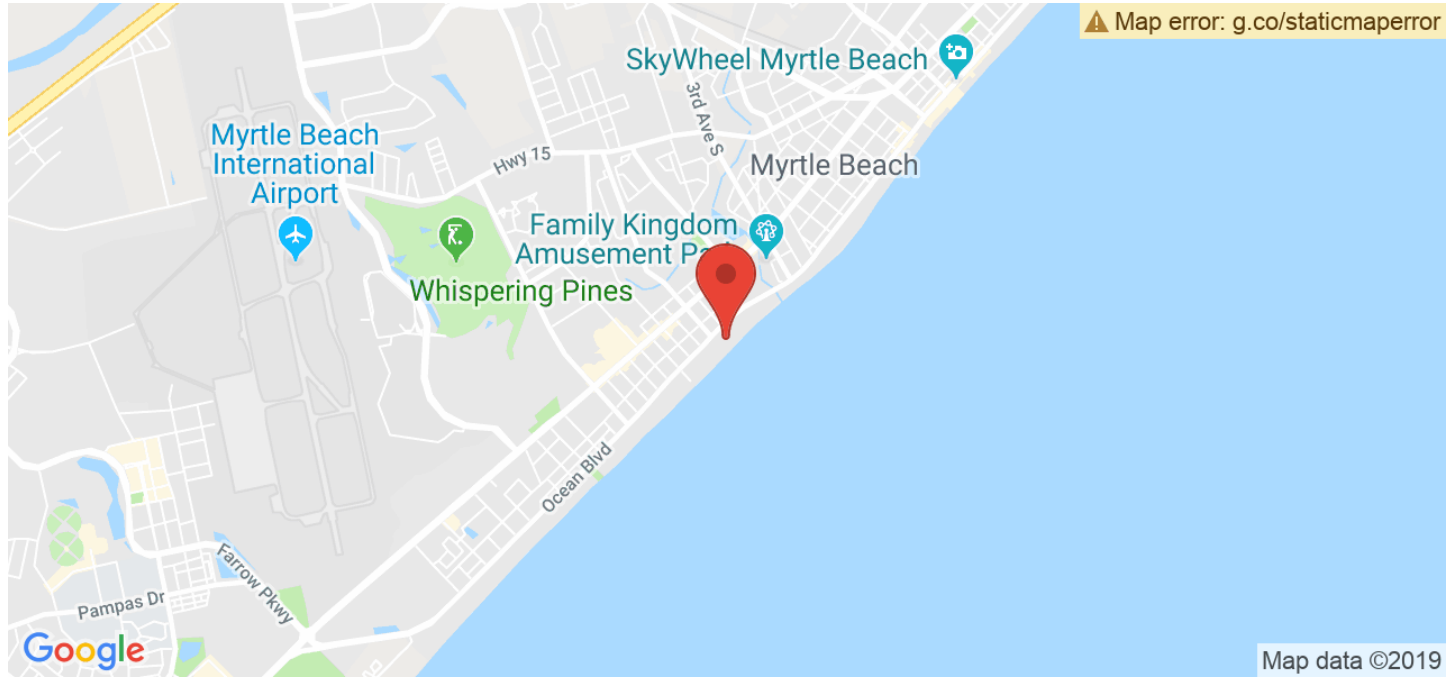 Map error: g.co/staticmaperror
SkyWheel Myrtle Beach
3rd Ave S
Myrtle Beach
International
Airport
Hwy 15
Myrtle Beach
Family Kingdom
Amusement Park
Whispering Pines
Ocean Blvd
Farrow Pkwy
Pampas Dr
Google
Map data ©2019